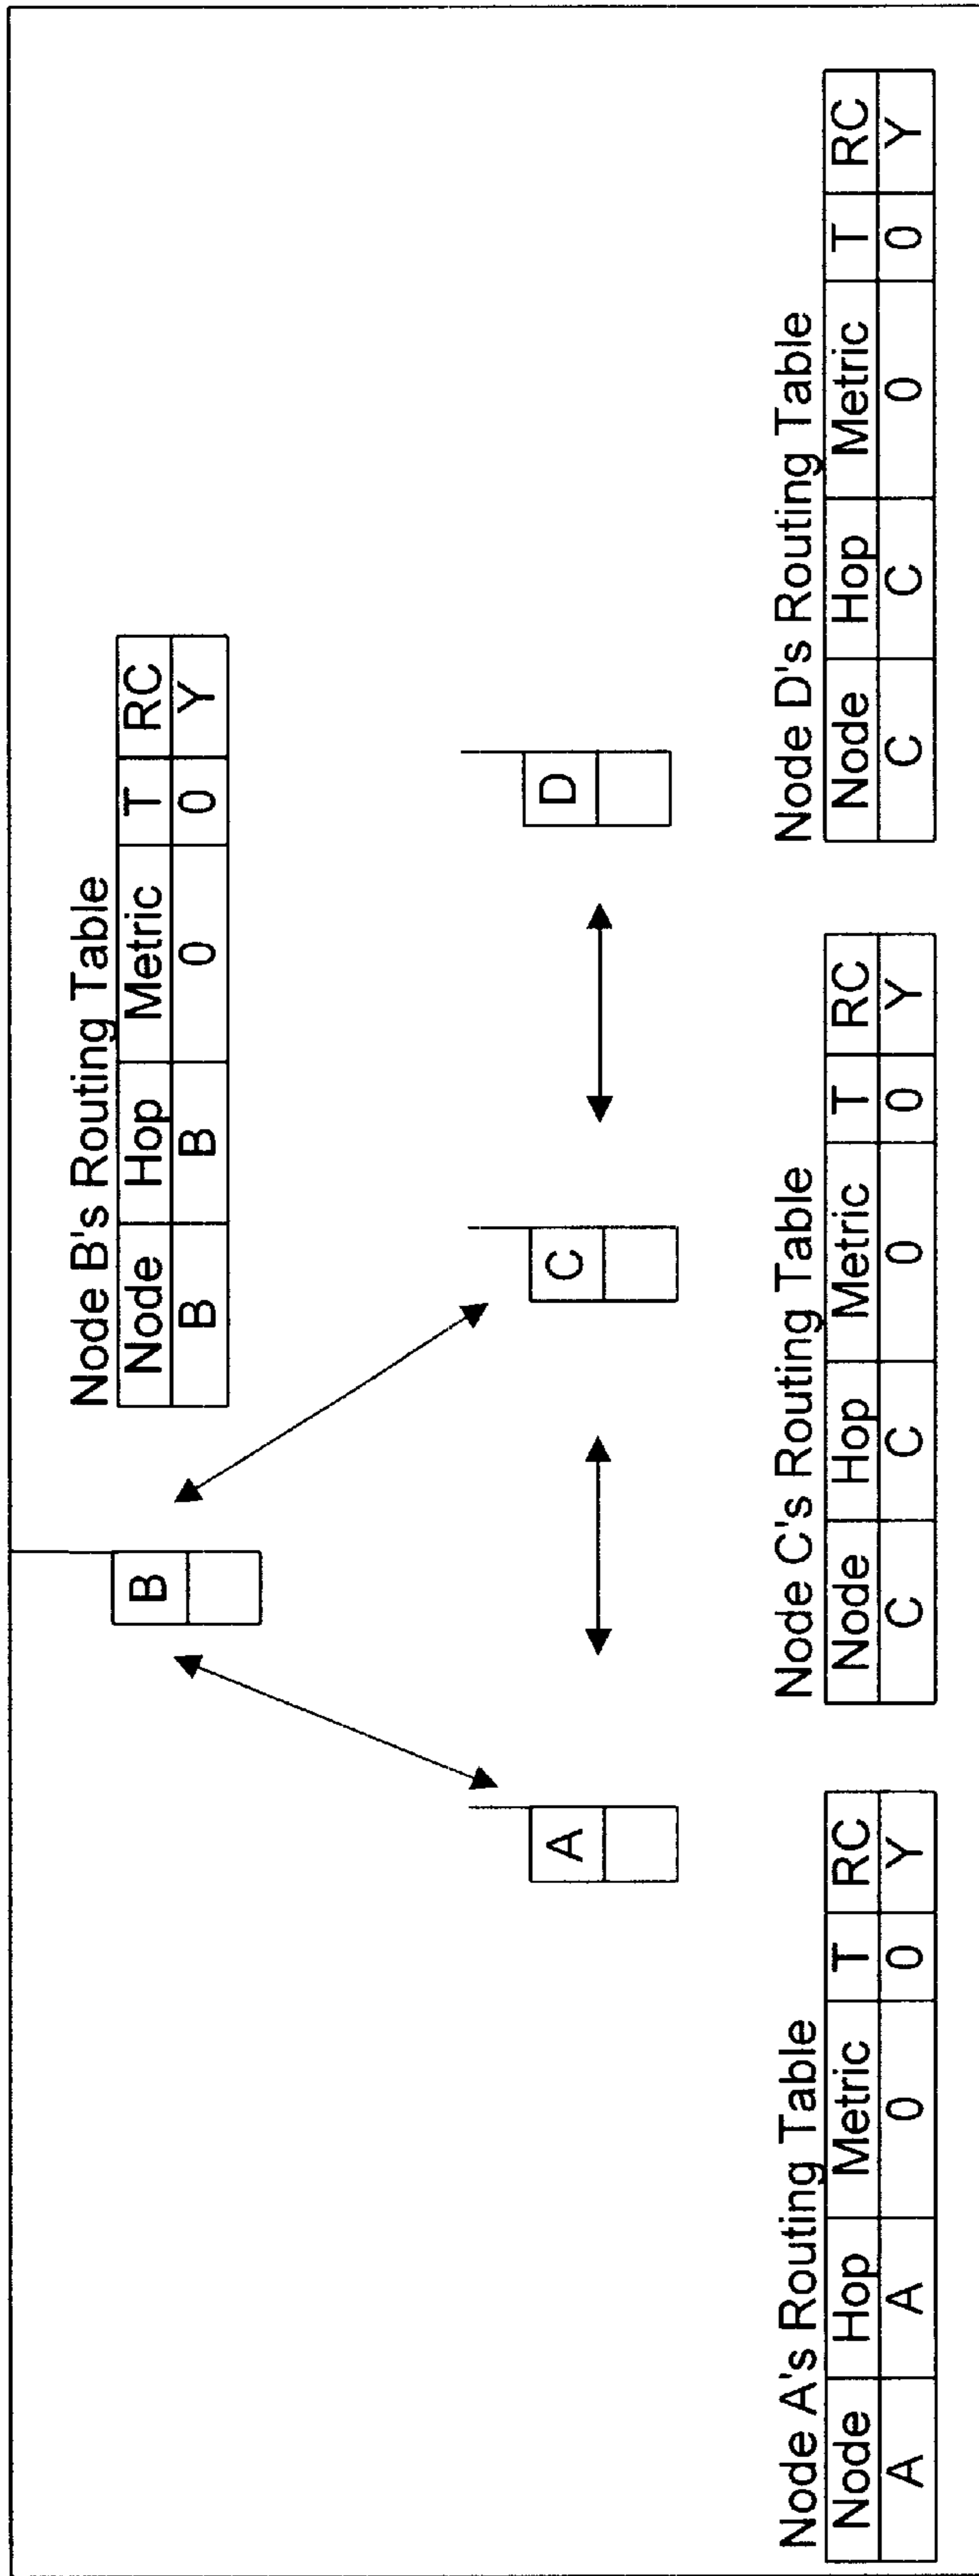 Node B's Routing Table
Node Hop Metric T RC
B B 0 0 Y
B
A
C
D
Node A's Routing Table
Node Hop Metric T RC
A A 0 0 Y
Node C's Routing Table
Node Hop Metric T RC
C C 0 0 Y
Node D's Routing Table
Node Hop Metric T RC
C C 0 0 Y